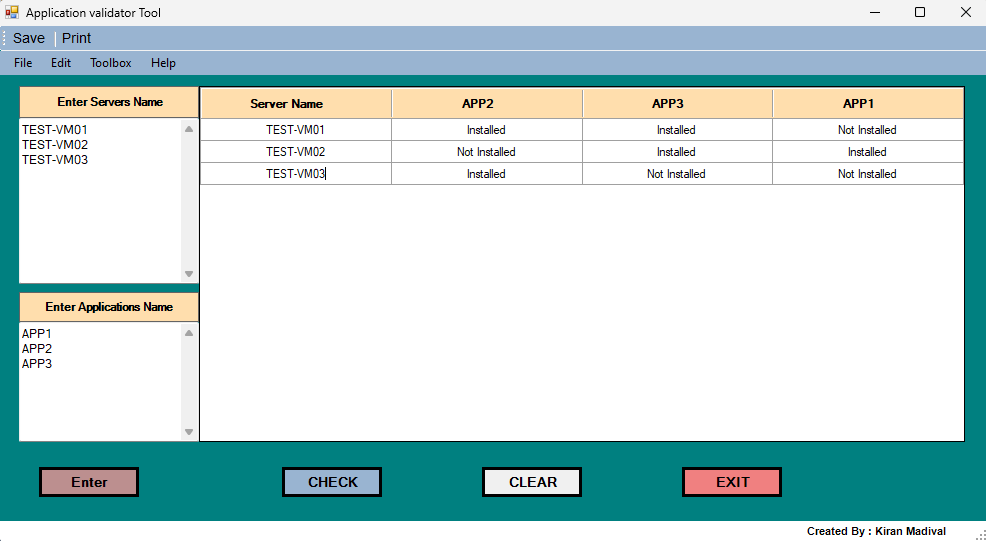 Application validator Tool
Save Print
File Edit Toolbox Help
Enter Servers Name
TEST-VM01
TEST-VM02
TEST-VM03
Enter Applications Name
APP1
APP2
APP3
Server Name APP2 APP3 APP1
TEST-VM01 Installed Installed Not Installed
TEST-VM02 Not Installed Installed Installed
TEST-VM03 Installed Not Installed Not Installed
Enter CHECK CLEAR EXIT
Created By : Kiran Madival